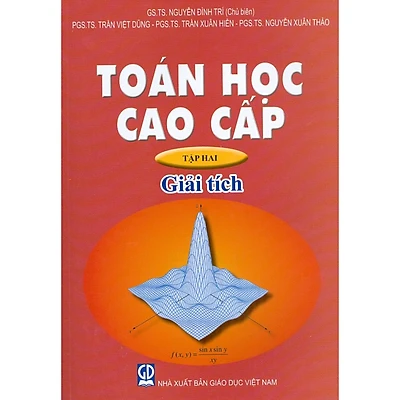 GS.TS. NGUYỄN ĐÌNH TRÍ (Chủ biên)
PGS.TS. TRẦN VIỆT DŨNG - PGS.TS. TRẦN XUÂN HIỂN - PGS.TS. NGUYỄN XUÂN THẢO
TOÁN HỌC
CAO CẤP
TẬP HAI
Giải tích
f(x, y) = sin x sin y / xy
GD
NHÀ XUẤT BẢN GIÁO DỤC VIỆT NAM